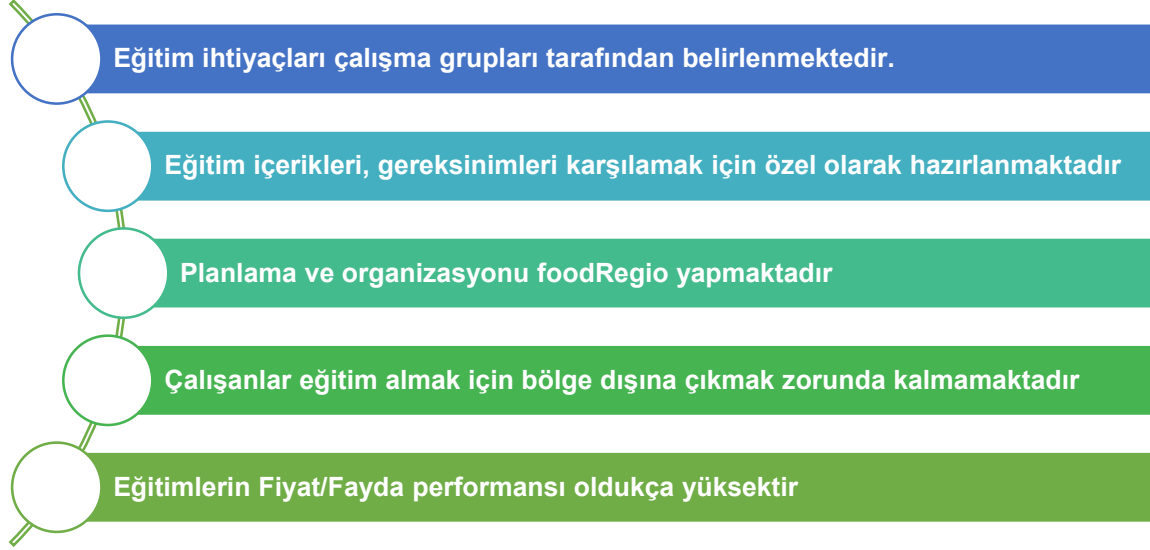 Eğitim ihtiyaçları çalışma grupları tarafından belirlenmektedir.
Eğitim içerikleri, gereksinimleri karşılamak için özel olarak hazırlanmaktadır
Planlama ve organizasyonu foodRegio yapmaktadır
Çalışanlar eğitim almak için bölge dışına çıkmak zorunda kalmamaktadır
Eğitimlerin Fiyat/Fayda performansı oldukça yüksektir